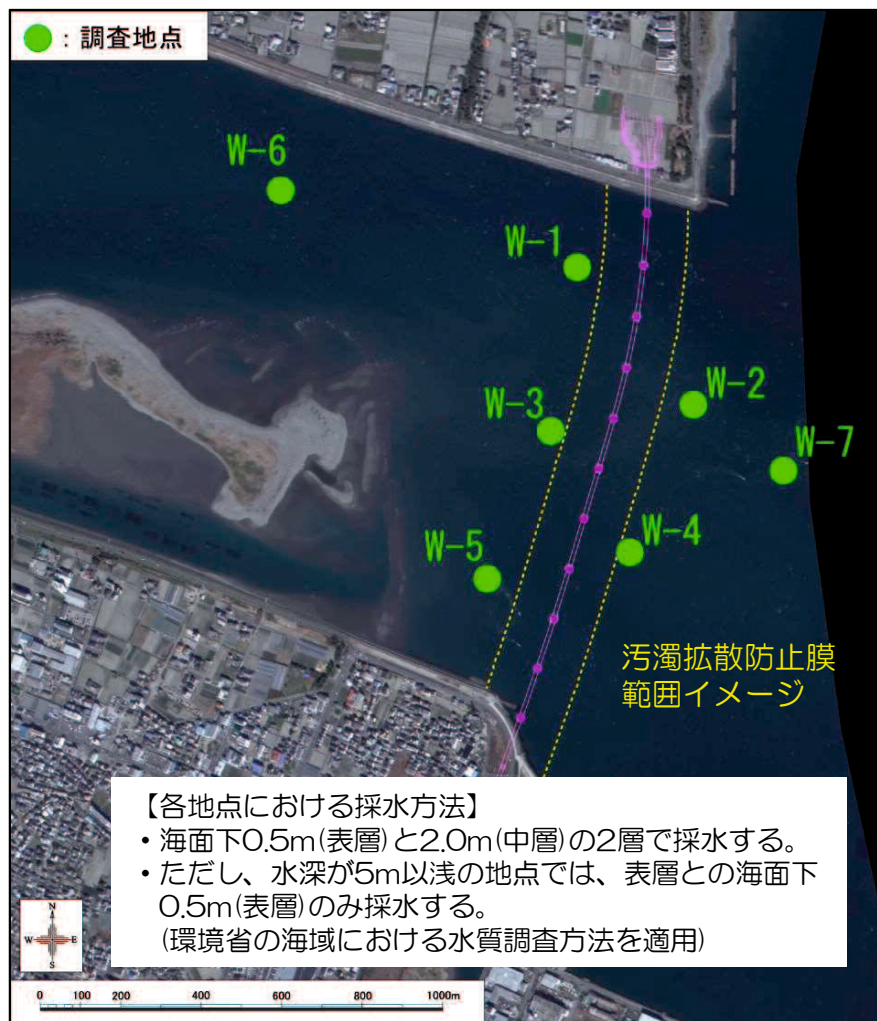 ：調査地点
W-6
W-1
W-2
W-3
W-7
W-4
W-5
汚濁拡散防止膜
範囲イメージ
【各地点における採水方法】
・海面下0.5m(表層)と2.0m(中層)の2層で採水する。
・ただし、水深が5m以浅の地点では、表層との海面下
0.5m(表層)のみ採水する。
(環境省の海域における水質調査方法を適用)
N
W E
S
0 100 200 400 600 800 1000m